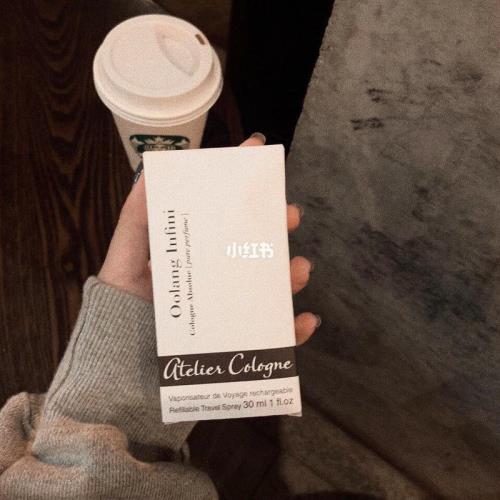 Oolang Infini
Cologne Absolue [pure perfume]
小红书
Atelier Cologne
Vaporisateur de Voyage rechargeable
Refillable Travel Spray 30 ml 1 fl.oz